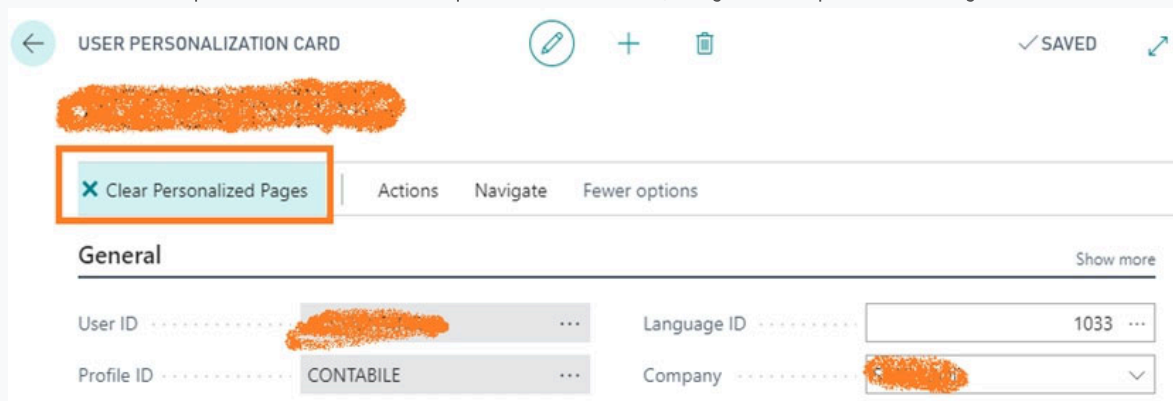 USER PERSONALIZATION CARD
SAVED
Clear Personalized Pages Actions Navigate Fewer options
General Show more
User ID Language ID 1033
Profile ID CONTABILE Company